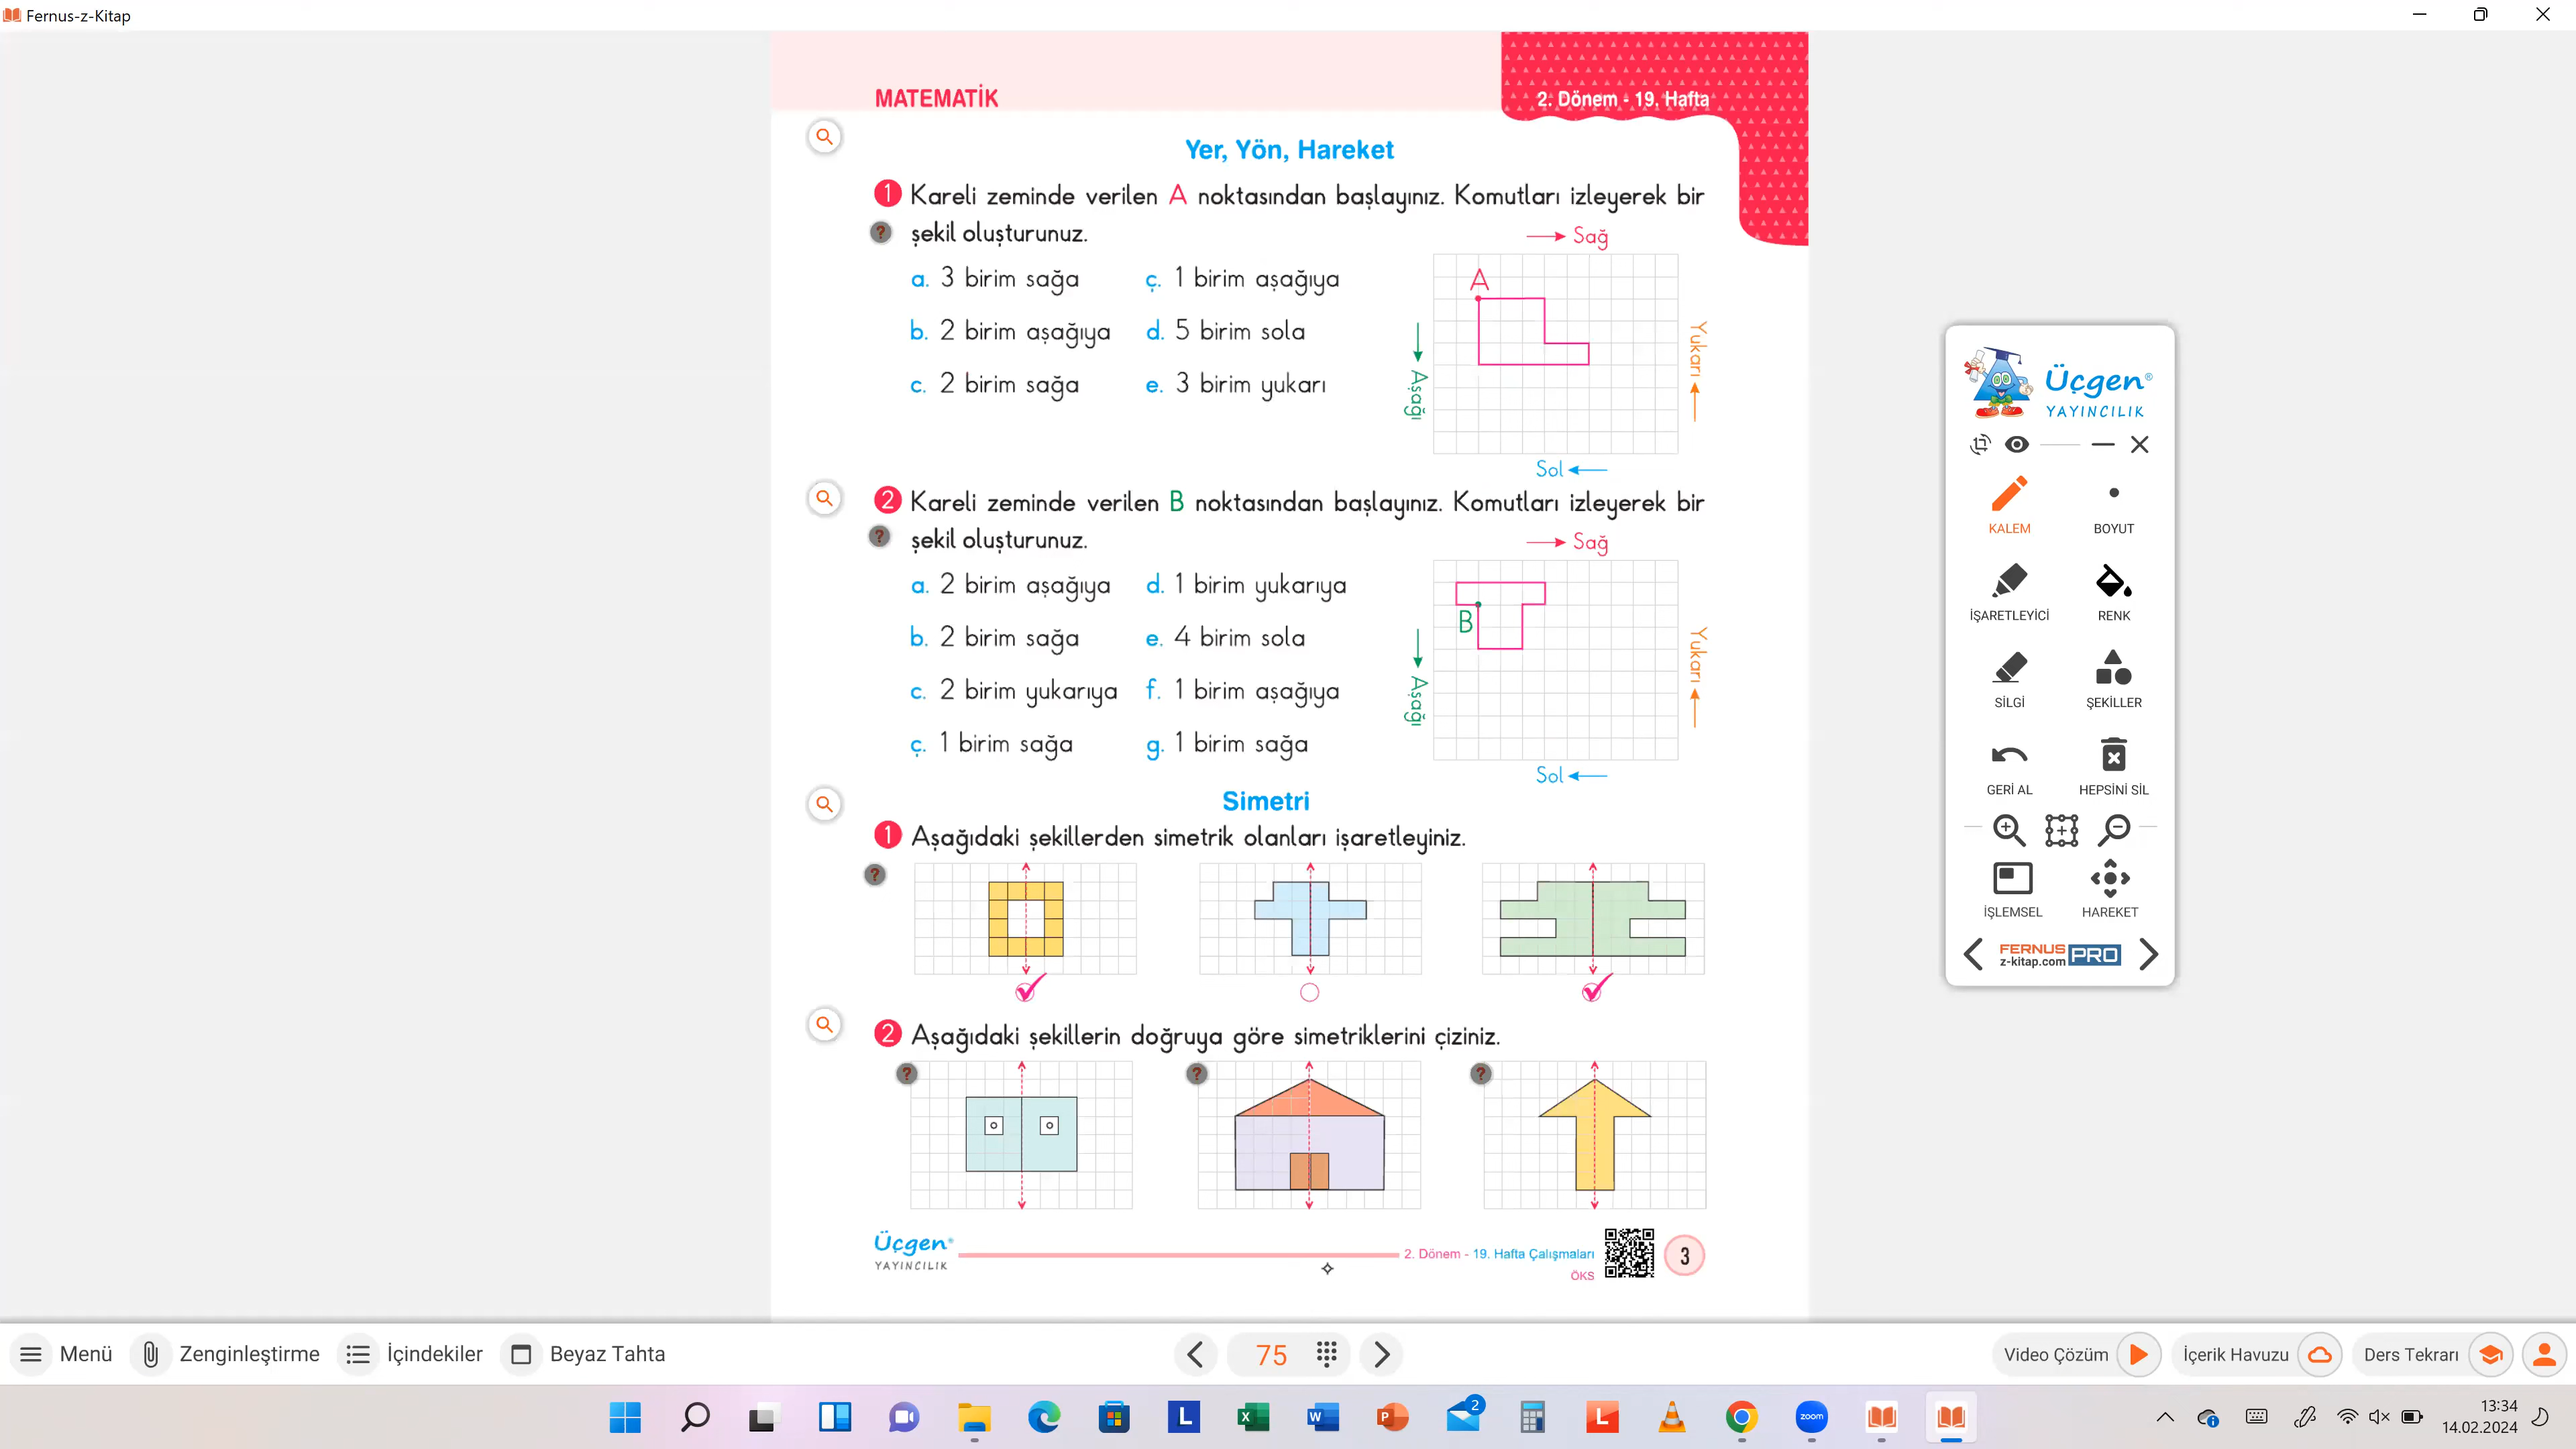 Fernus-z-Kitap
MATEMATİK
2. Dönem - 19. Hafta
Yer, Yön, Hareket
1 Kareli zeminde verilen A noktasından başlayınız. Komutları izleyerek bir
şekil oluşturunuz.
Sağ
a. 3 birim sağa
ç. 1 birim aşağıya
A
b. 2 birim aşağıya
d. 5 birim sola
c. 2 birim sağa
e. 3 birim yukarı
Aşağı
Yukarı
Sol
2 Kareli zeminde verilen B noktasından başlayınız. Komutları izleyerek bir
şekil oluşturunuz.
Sağ
a. 2 birim aşağıya
d. 1 birim yukarıya
B
b. 2 birim sağa
e. 4 birim sola
c. 2 birim yukarıya
f. 1 birim aşağıya
ç. 1 birim sağa
g. 1 birim sağa
Aşağı
Yukarı
Sol
Simetri
1 Aşağıdaki şekillerden simetrik olanları işaretleyiniz.
2 Aşağıdaki şekillerin doğruya göre simetriklerini çiziniz.
Üçgen®
YAYINCILIK
2. Dönem - 19. Hafta Çalışmaları
ÖKS
3
Üçgen®
YAYINCILIK
KALEM
BOYUT
İŞARETLEYİCİ
RENK
SİLGİ
ŞEKİLLER
GERİ AL
HEPSİNİ SİL
İŞLEMSEL
HAREKET
FERNUS
z-kitap.com
PRO
Menü
Zenginleştirme
İçindekiler
Beyaz Tahta
75
Video Çözüm
İçerik Havuzu
Ders Tekrarı
L
X
W
P
2
L
zoom
13:34
14.02.2024